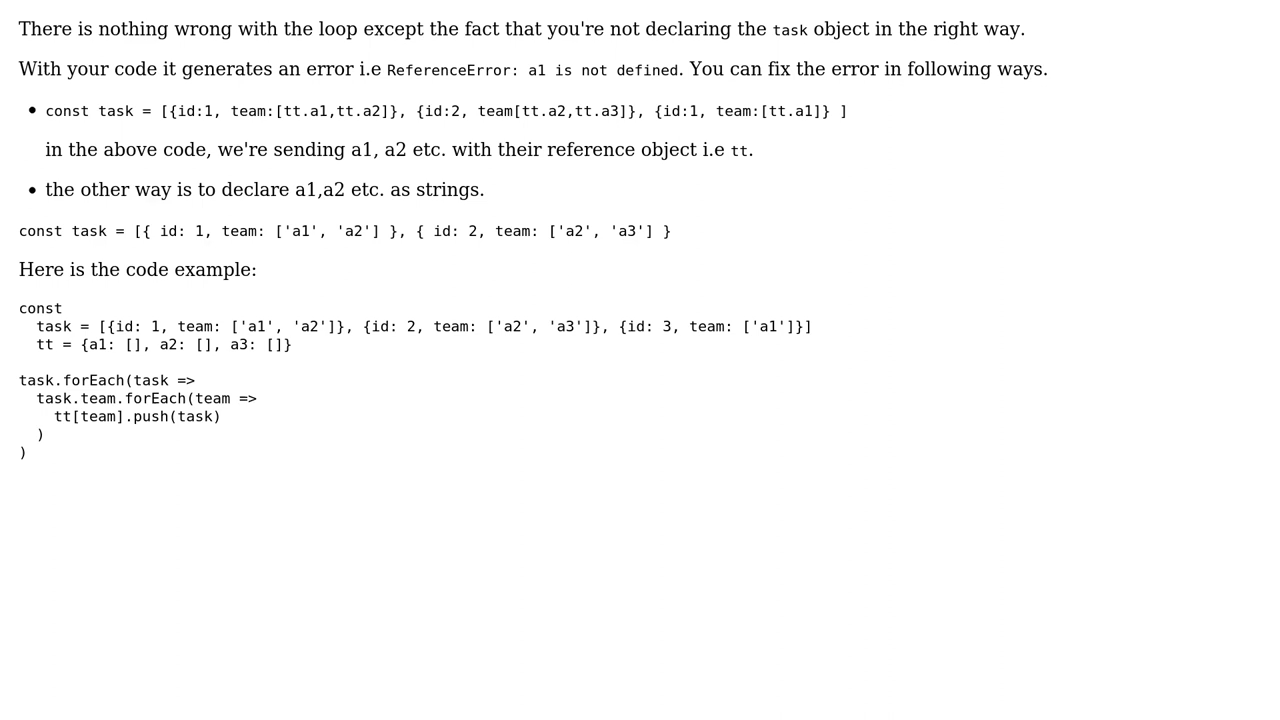 There is nothing wrong with the loop except the fact that you're not declaring the task object in the right way.
With your code it generates an error i.e ReferenceError: a1 is not defined. You can fix the error in following ways.
• const task = [{id:1, team:[tt.a1,tt.a2]}, {id:2, team[tt.a2,tt.a3]}, {id:1, team:[tt.a1]} ]
in the above code, we're sending a1, a2 etc. with their reference object i.e tt.
• the other way is to declare a1,a2 etc. as strings.
const task = [{ id: 1, team: ['a1', 'a2'] }, { id: 2, team: ['a2', 'a3'] }
Here is the code example:
const
  task = [{id: 1, team: ['a1', 'a2']}, {id: 2, team: ['a2', 'a3']}, {id: 3, team: ['a1']}]
  tt = {a1: [], a2: [], a3: []}

task.forEach(task =>
  task.team.forEach(team =>
    tt[team].push(task)
  )
)